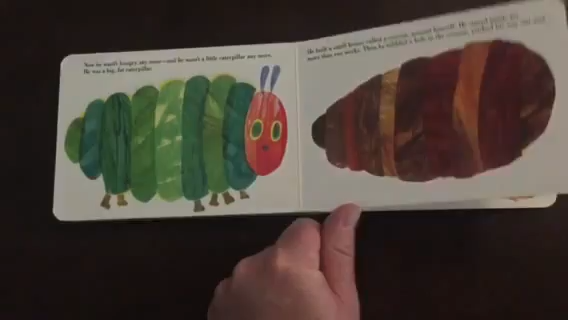 Now he wasn't hungry any more—and he wasn't a little caterpillar any more.
He was a big, fat caterpillar.
He built a small house, called a cocoon, around himself. He stayed inside for
more than two weeks. Then he nibbled a hole in the cocoon, pushed his way out and